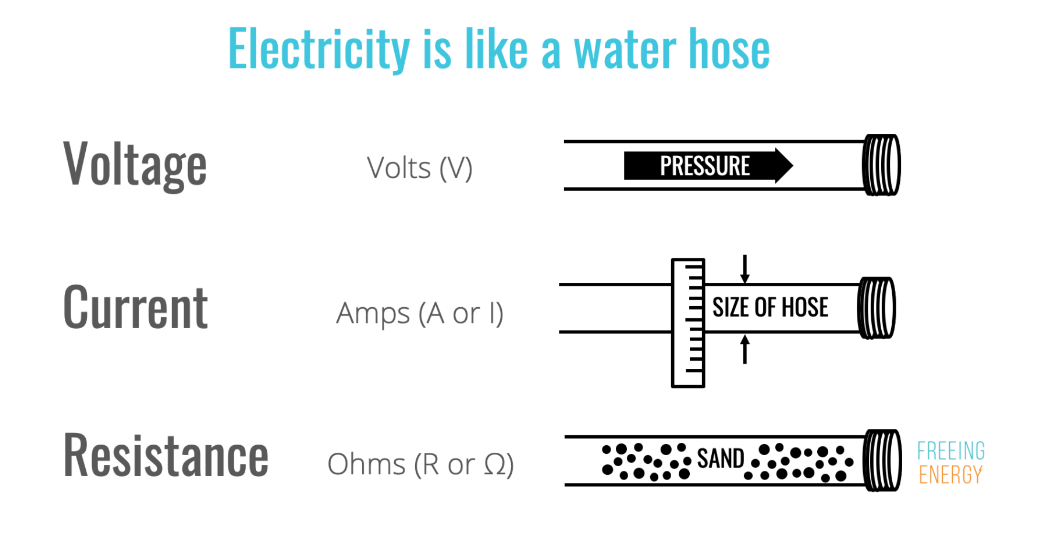 Electricity is like a water hose
Voltage
Volts (V)
PRESSURE
Current
Amps (A or I)
SIZE OF HOSE
Resistance
Ohms (R or Ω)
SAND
FREEING
ENERGY